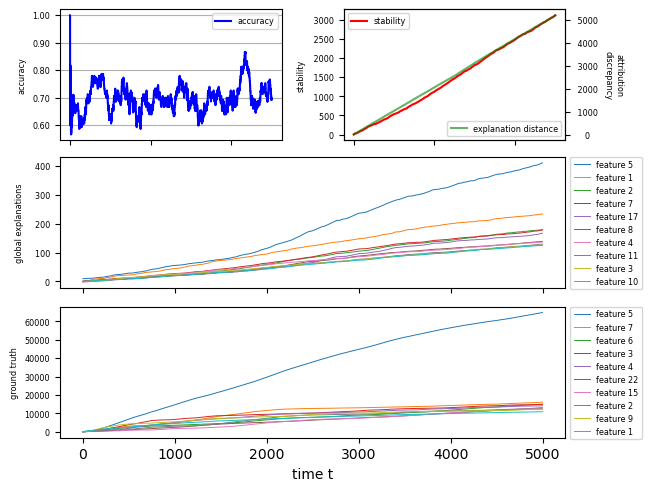 accuracy
1.00
0.90
0.80
0.70
0.60
accuracy
stability
3000
2500
2000
1500
1000
500
0
stability
explanation distance
5000
4000
3000
2000
1000
0
attribution
discrepancy
global explanations
400
300
200
100
0
feature 5
feature 1
feature 2
feature 7
feature 17
feature 8
feature 4
feature 11
feature 3
feature 10
ground truth
60000
50000
40000
30000
20000
10000
0
feature 5
feature 7
feature 6
feature 3
feature 4
feature 22
feature 15
feature 2
feature 9
feature 1
0
1000
2000
3000
4000
5000
time t